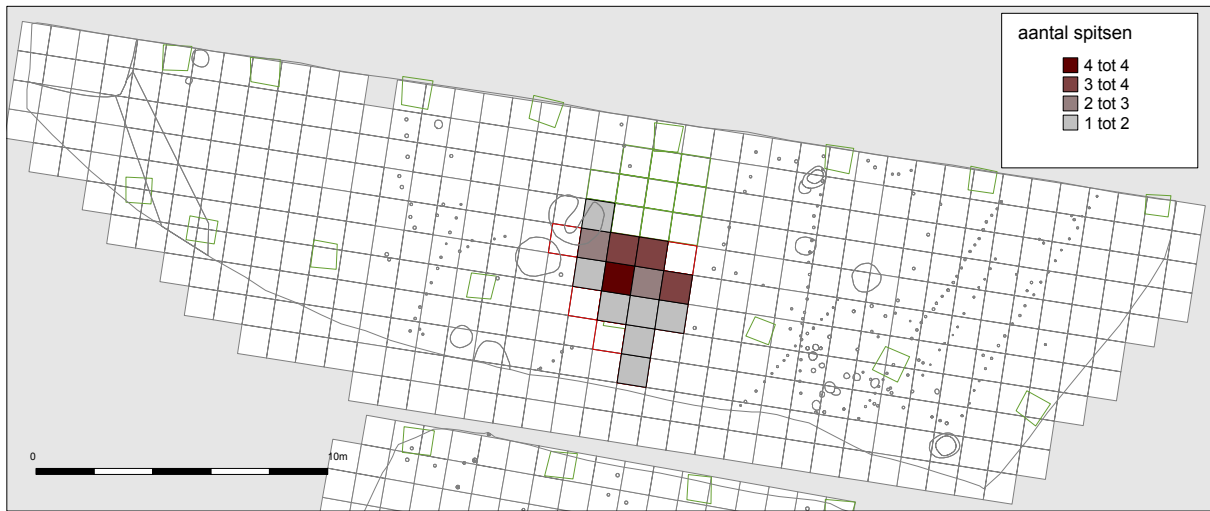 aantal spitsen
4 tot 4
3 tot 4
2 tot 3
1 tot 2
0 10m